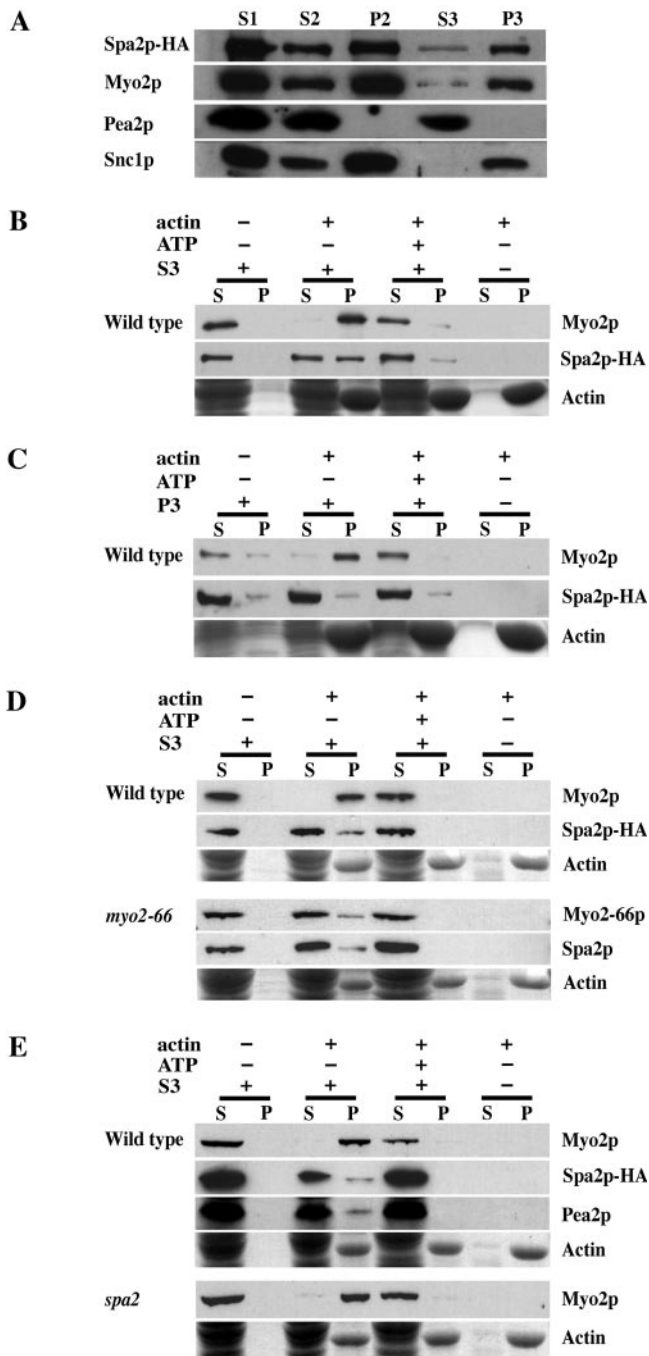 A
S1 S2 P2 S3 P3
Spa2p-HA
Myo2p
Pea2p
Snc1p
B
actin – + + +
ATP – – + –
S3 + + + –
S P S P S P S P
Wild type Myo2p
Spa2p-HA
Actin
C
actin – + + +
ATP – – + –
P3 + + + –
S P S P S P S P
Wild type Myo2p
Spa2p-HA
Actin
D
actin – + + +
ATP – – + –
S3 + + + –
S P S P S P S P
Wild type Myo2p
Spa2p-HA
Actin
myo2-66 Myo2-66p
Spa2p
Actin
E
actin – + + +
ATP – – + –
S3 + + + –
S P S P S P S P
Wild type Myo2p
Spa2p-HA
Pea2p
Actin
spa2 Myo2p
Actin